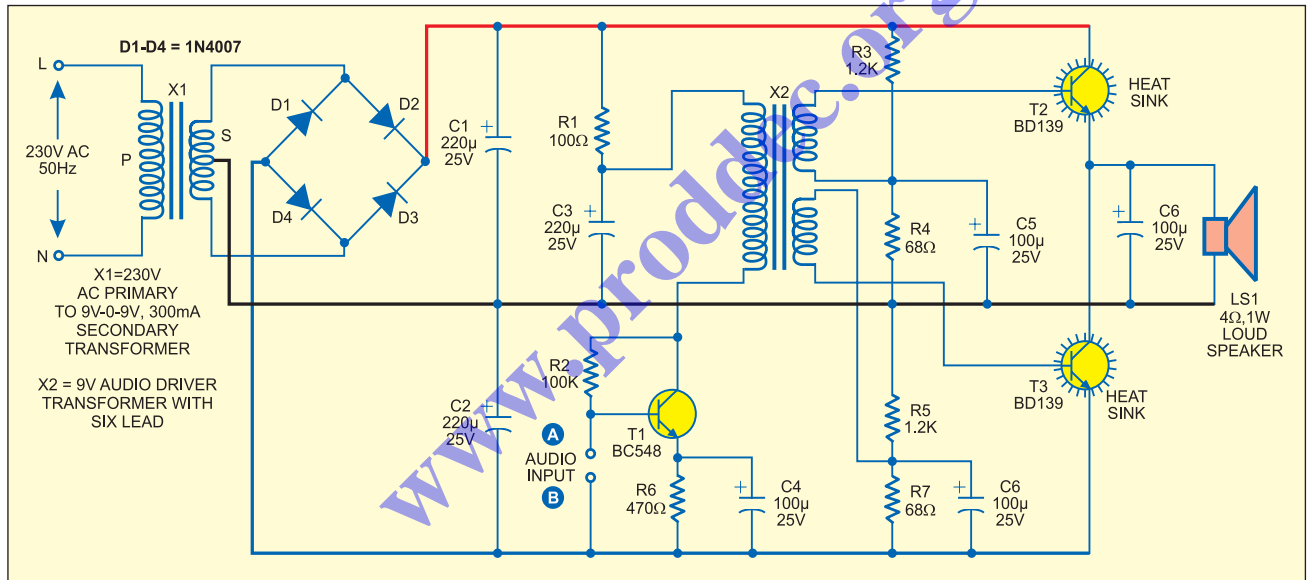 D1-D4 = 1N4007
L
230V AC
50Hz
N
P
X1
S
D1
D2
D4
D3
X1=230V
AC PRIMARY
TO 9V-0-9V, 300mA
SECONDARY
TRANSFORMER
X2 = 9V AUDIO DRIVER
TRANSFORMER WITH
SIX LEAD
C1
220µ
25V
+
C2
220µ
25V
+
R1
100Ω
C3
220µ
25V
+
R2
100K
A
AUDIO
INPUT
B
T1
BC548
R6
470Ω
C4
100µ
25V
+
X2
R3
1.2K
R4
68Ω
C5
100µ
25V
+
R5
1.2K
R7
68Ω
C6
100µ
25V
+
T2
BD139
HEAT
SINK
C6
100µ
25V
+
LS1
4Ω,1W
LOUD
SPEAKER
T3
BD139
HEAT
SINK
www.proddec.org